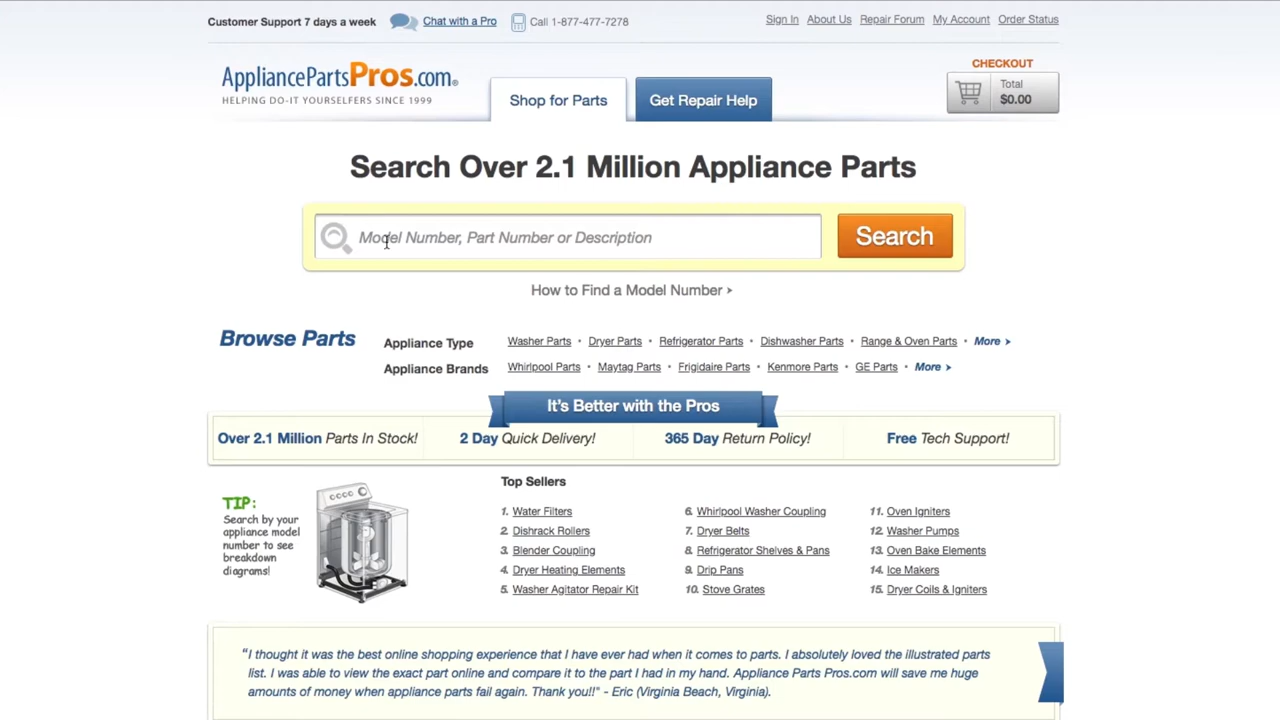 Customer Support 7 days a week Chat with a Pro Call 1-877-477-7278 Sign In About Us Repair Forum My Account Order Status
AppliancePartsPros.com®
HELPING DO-IT YOURSELFERS SINCE 1999
Shop for Parts Get Repair Help
CHECKOUT
Total
$0.00
Search Over 2.1 Million Appliance Parts
Model Number, Part Number or Description Search
How to Find a Model Number ›
Browse Parts
Appliance Type Washer Parts • Dryer Parts • Refrigerator Parts • Dishwasher Parts • Range & Oven Parts • More ›
Appliance Brands Whirlpool Parts • Maytag Parts • Frigidaire Parts • Kenmore Parts • GE Parts • More ›
It's Better with the Pros
Over 2.1 Million Parts In Stock! 2 Day Quick Delivery! 365 Day Return Policy! Free Tech Support!
TIP:
Search by your
appliance model
number to see
breakdown
diagrams!
Top Sellers
1. Water Filters
2. Dishrack Rollers
3. Blender Coupling
4. Dryer Heating Elements
5. Washer Agitator Repair Kit
6. Whirlpool Washer Coupling
7. Dryer Belts
8. Refrigerator Shelves & Pans
9. Drip Pans
10. Stove Grates
11. Oven Igniters
12. Washer Pumps
13. Oven Bake Elements
14. Ice Makers
15. Dryer Coils & Igniters
"I thought it was the best online shopping experience that I have ever had when it comes to parts. I absolutely loved the illustrated parts
list. I was able to view the exact part online and compare it to the part I had in my hand. Appliance Parts Pros.com will save me huge
amounts of money when appliance parts fail again. Thank you!!" - Eric (Virginia Beach, Virginia).